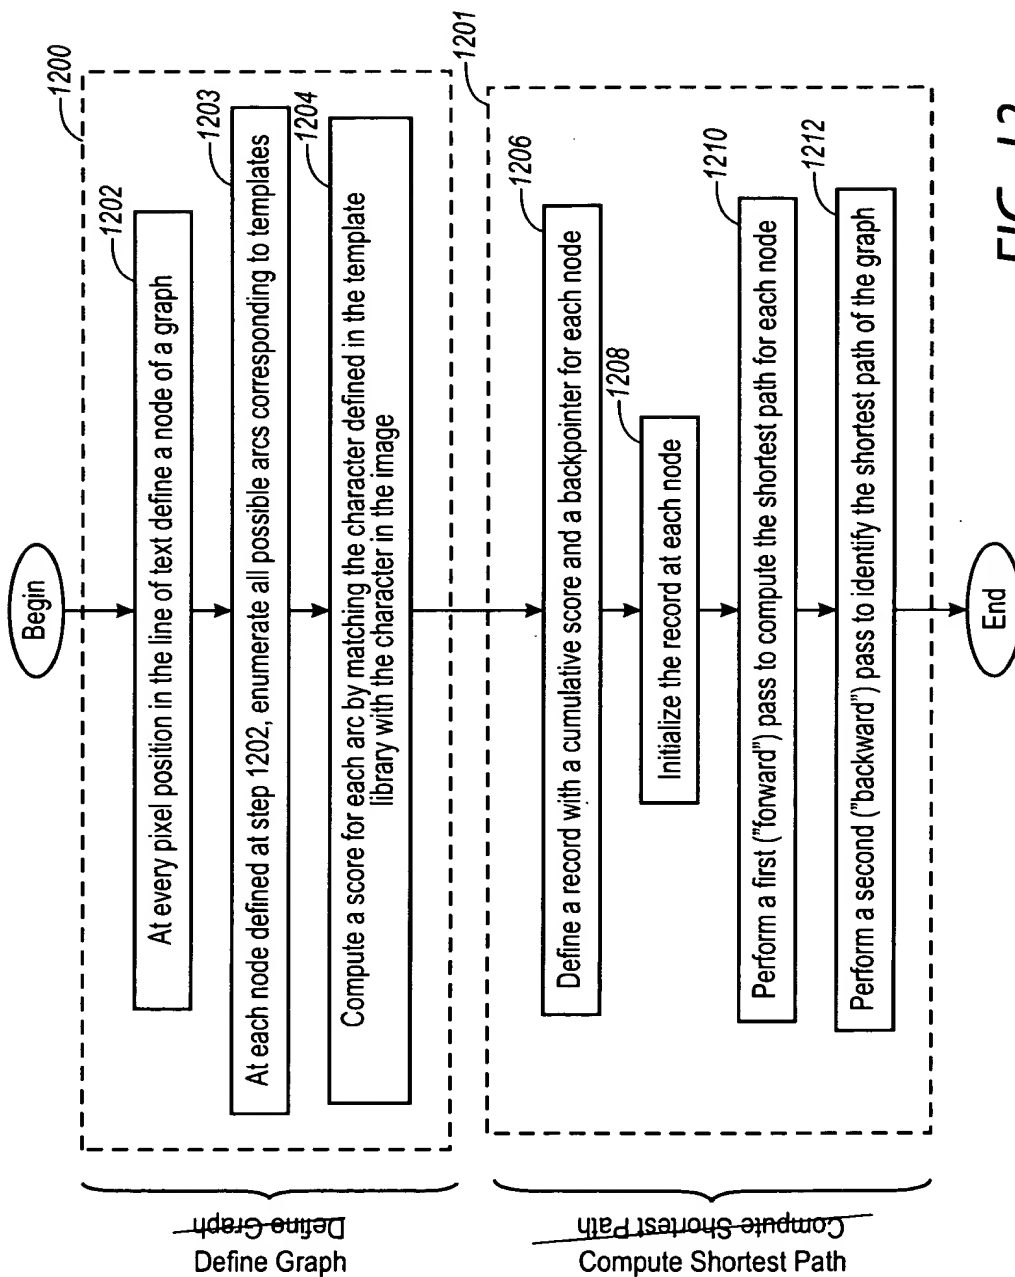 Begin
1200
1202
At every pixel position in the line of text define a node of a graph
1203
At each node defined at step 1202, enumerate all possible arcs corresponding to templates
1204
Compute a score for each arc by matching the character defined in the template
library with the character in the image
Define Graph
Define Graph
1201
1206
Define a record with a cumulative score and a backpointer for each node
1208
Initialize the record at each node
1210
Perform a first ("forward") pass to compute the shortest path for each node
1212
Perform a second ("backward") pass to identify the shortest path of the graph
Compute Shortest Path
Compute Shortest Path
End
FIG. 12